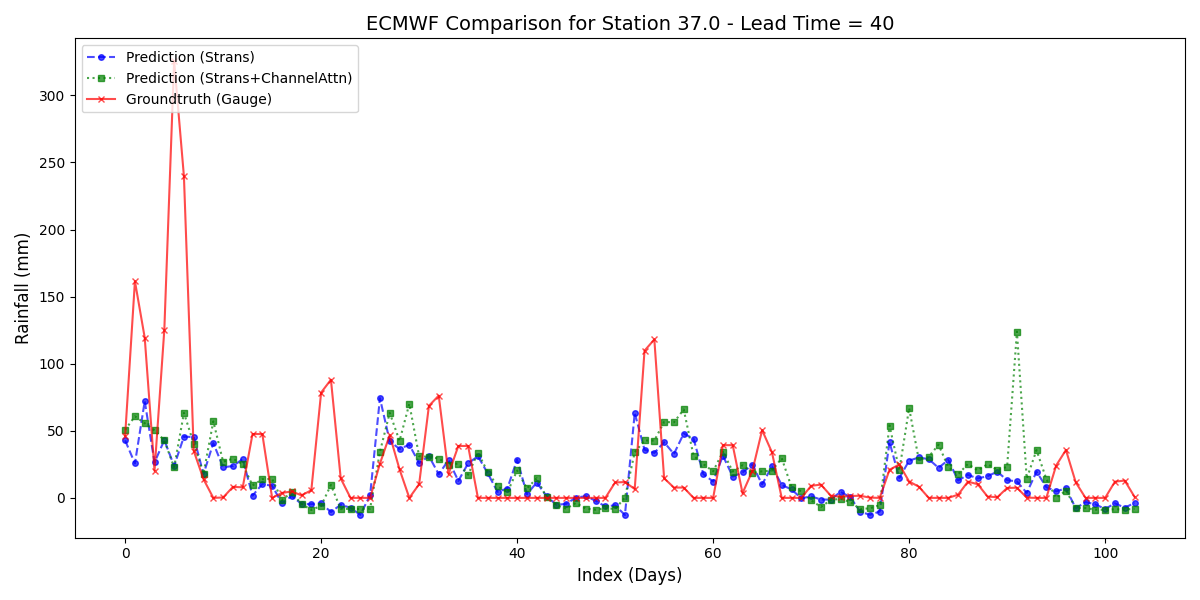 ECMWF Comparison for Station 37.0 - Lead Time = 40
Prediction (Strans)
Prediction (Strans+ChannelAttn)
Groundtruth (Gauge)
Rainfall (mm)
300
250
200
150
100
50
0
0 20 40 60 80 100
Index (Days)